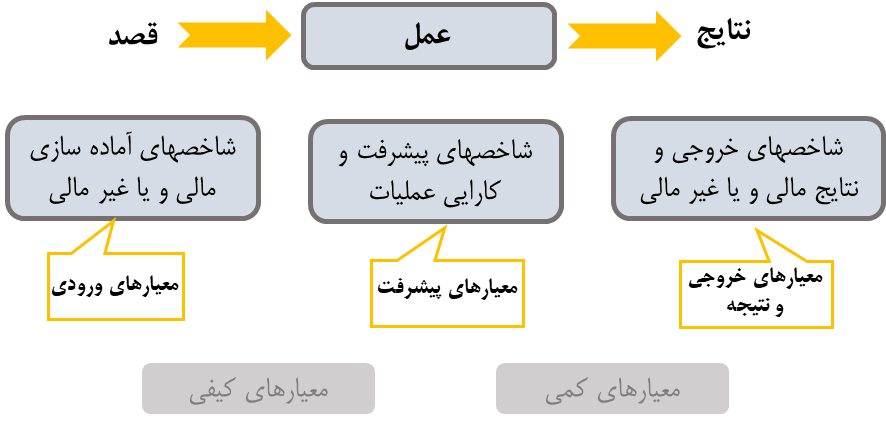 قصد
عمل
نتایج
شاخصهای آماده سازی
مالی و یا غیر مالی
شاخصهای پیشرفت و
کارایی عملیات
شاخصهای خروجی و
نتایج مالی و یا غیر مالی
معیارهای ورودی
معیارهای پیشرفت
معیارهای خروجی
و نتیجه
معیارهای کیفی
معیارهای کمی